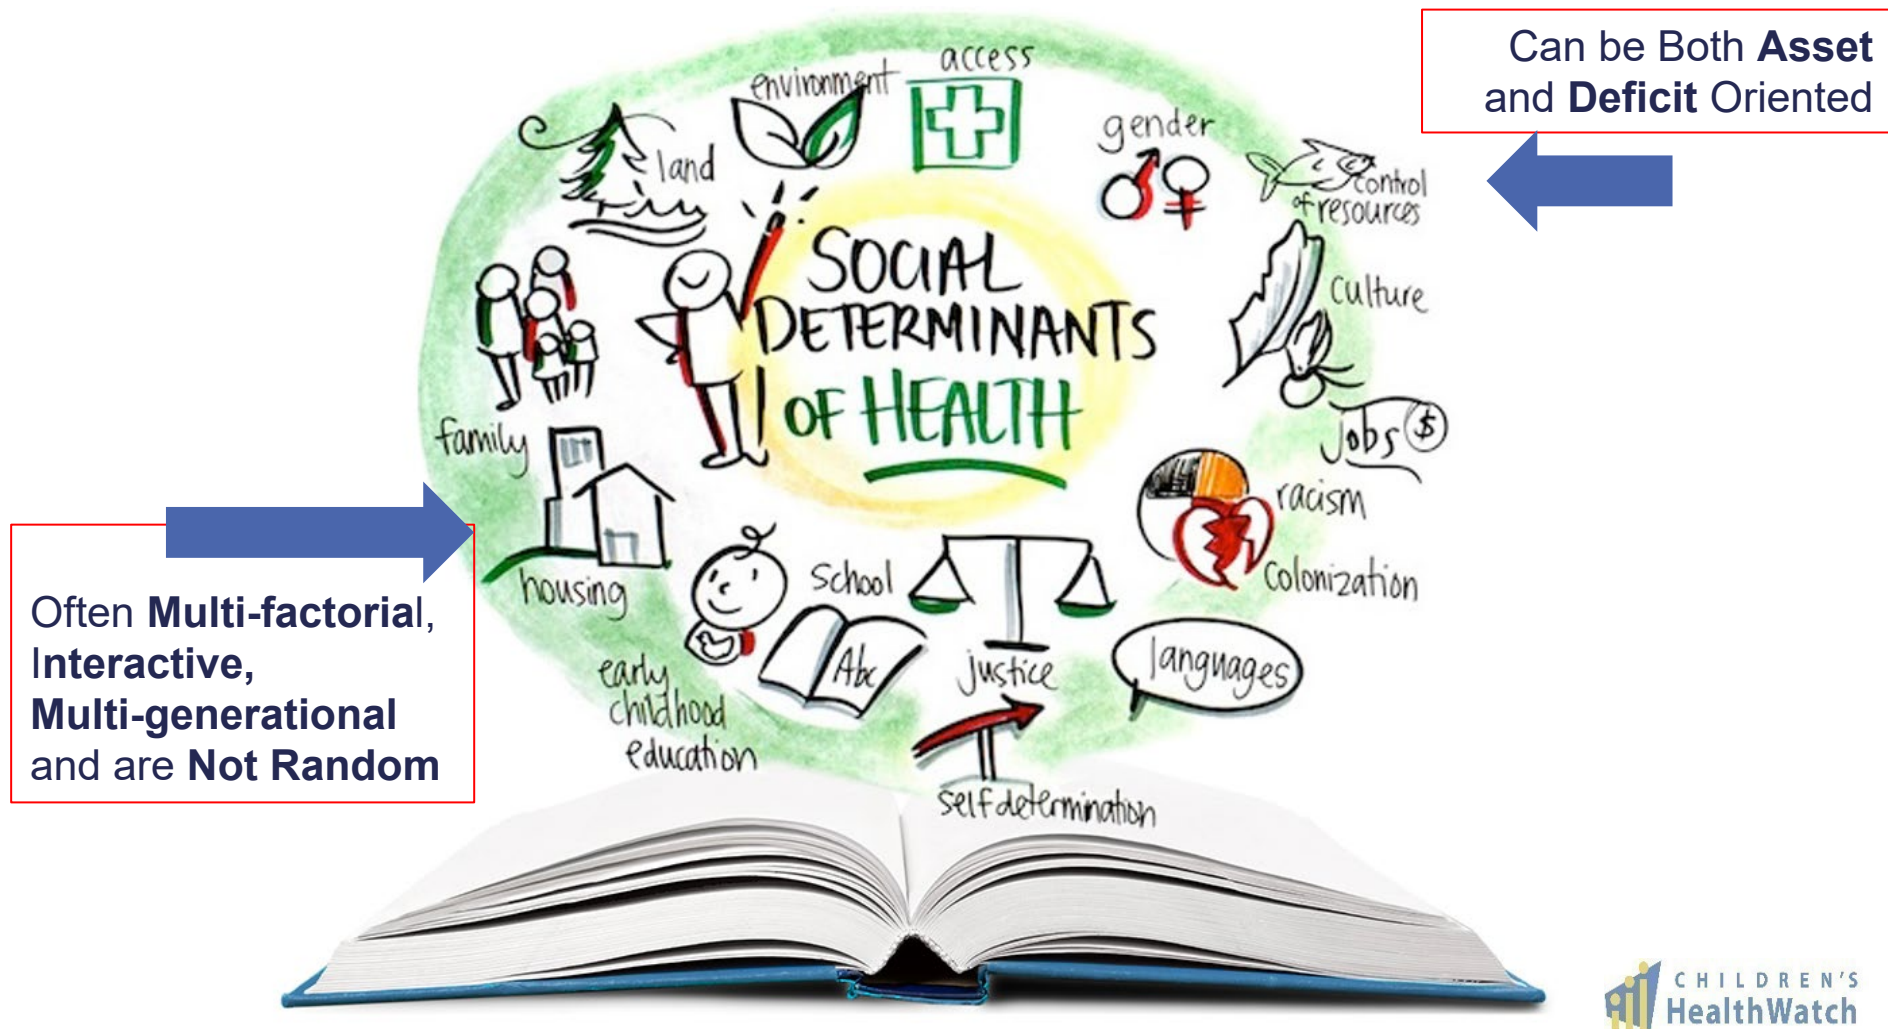 Can be Both Asset
and Deficit Oriented
access
environment
gender
land
control
of resources
SOCIAL
DETERMINANTS
OF HEALTH
culture
family
jobs $
racism
housing
school
colonization
Often Multi-factorial,
Interactive,
Multi-generational
and are Not Random
early
childhood
education
Abc
justice
languages
self determination
CHILDREN'S
HealthWatch